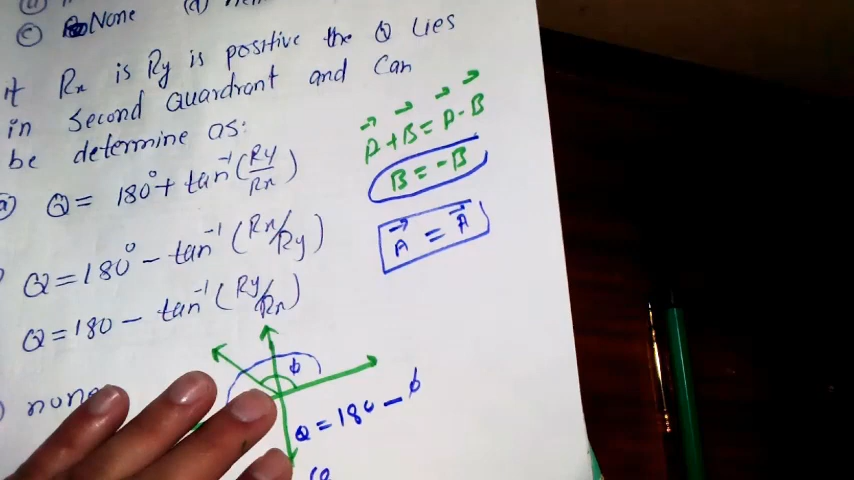 (c) None
if Rx is Ry is positive the Q Lies
in second Quardrant and Can
be determine as:
a) Q = 180° + tan⁻¹(Ry/Rx)
Q = 180° - tan⁻¹(Rx/Ry)
Q = 180 - tan⁻¹(Ry/Rx)
) none
A + B = A - B
B = - B
A = A
ϕ
Q = 180 - ϕ